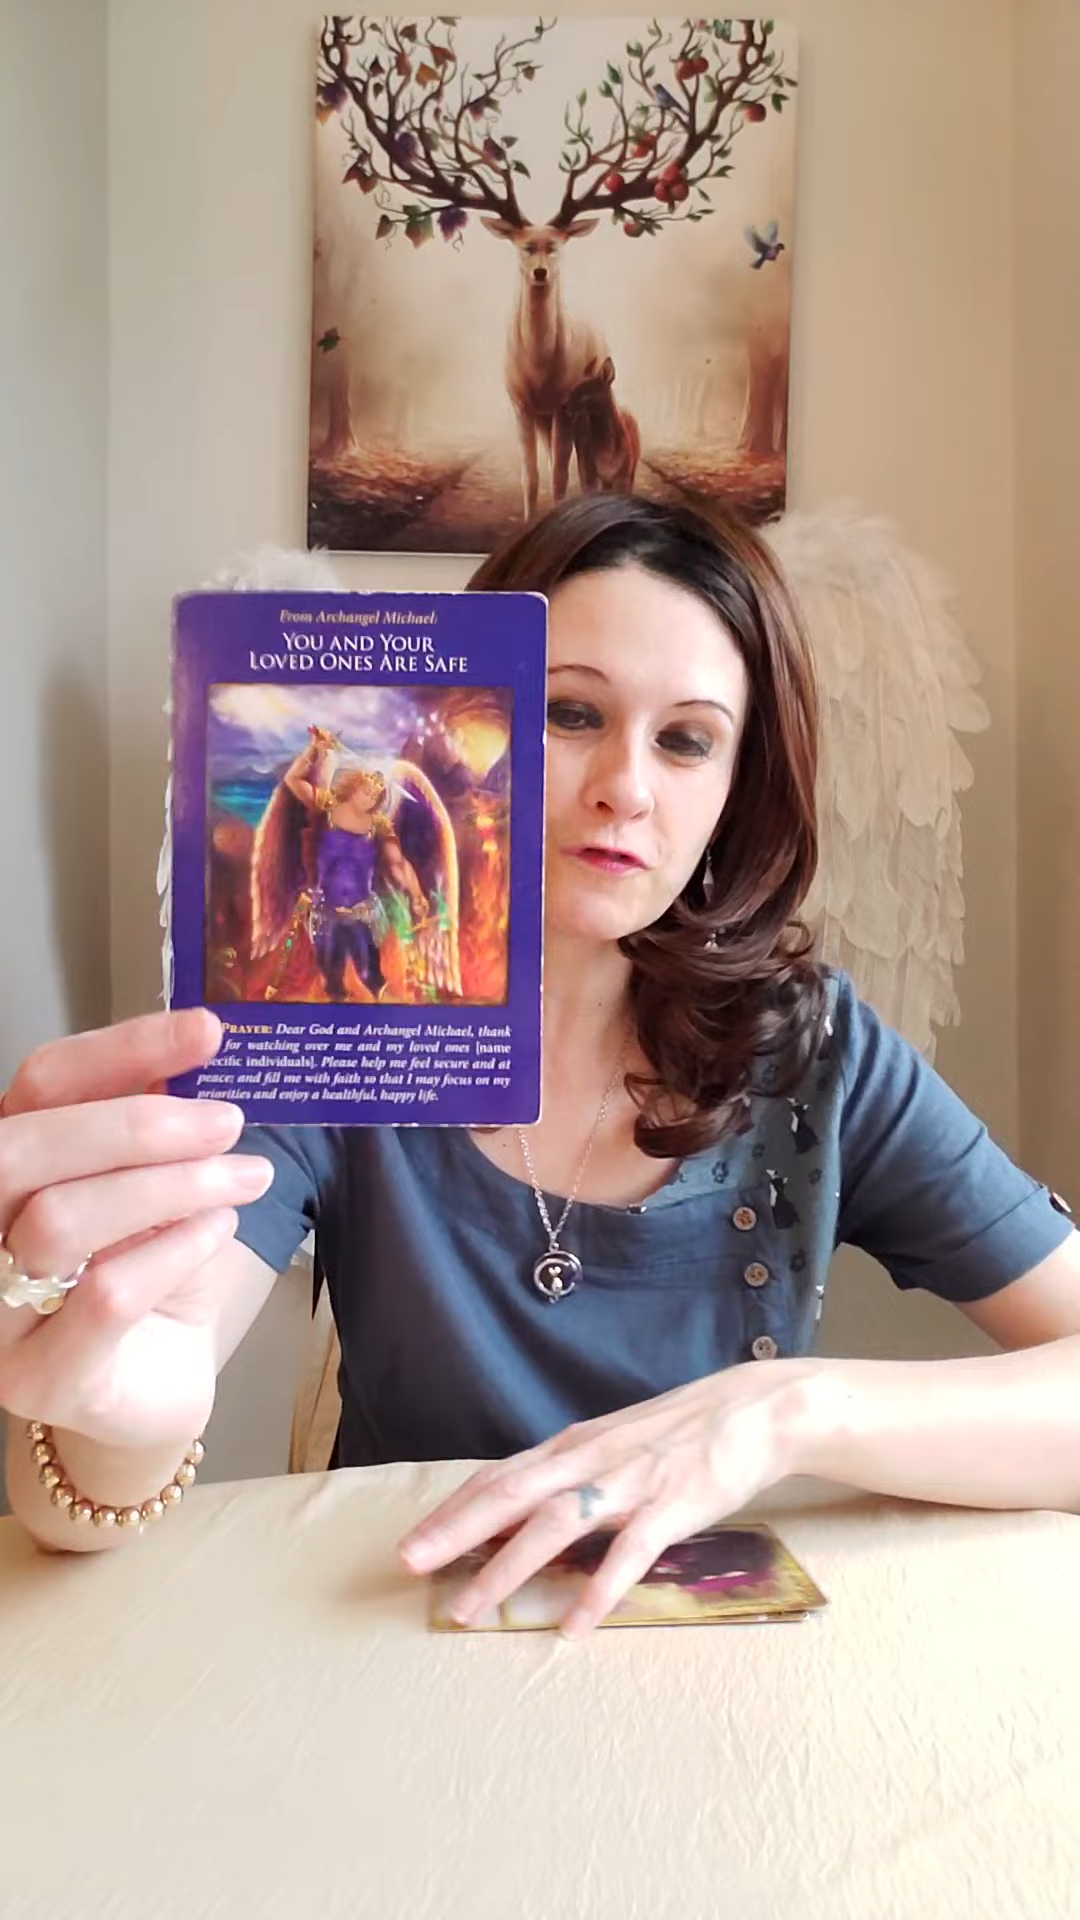 From Archangel Michael:
YOU AND YOUR
LOVED ONES ARE SAFE
PRAYER: Dear God and Archangel Michael, thank
for watching over me and my loved ones [name
specific individuals]. Please help me feel secure and at
peace; and fill me with faith so that I may focus on my
priorities and enjoy a healthful, happy life.